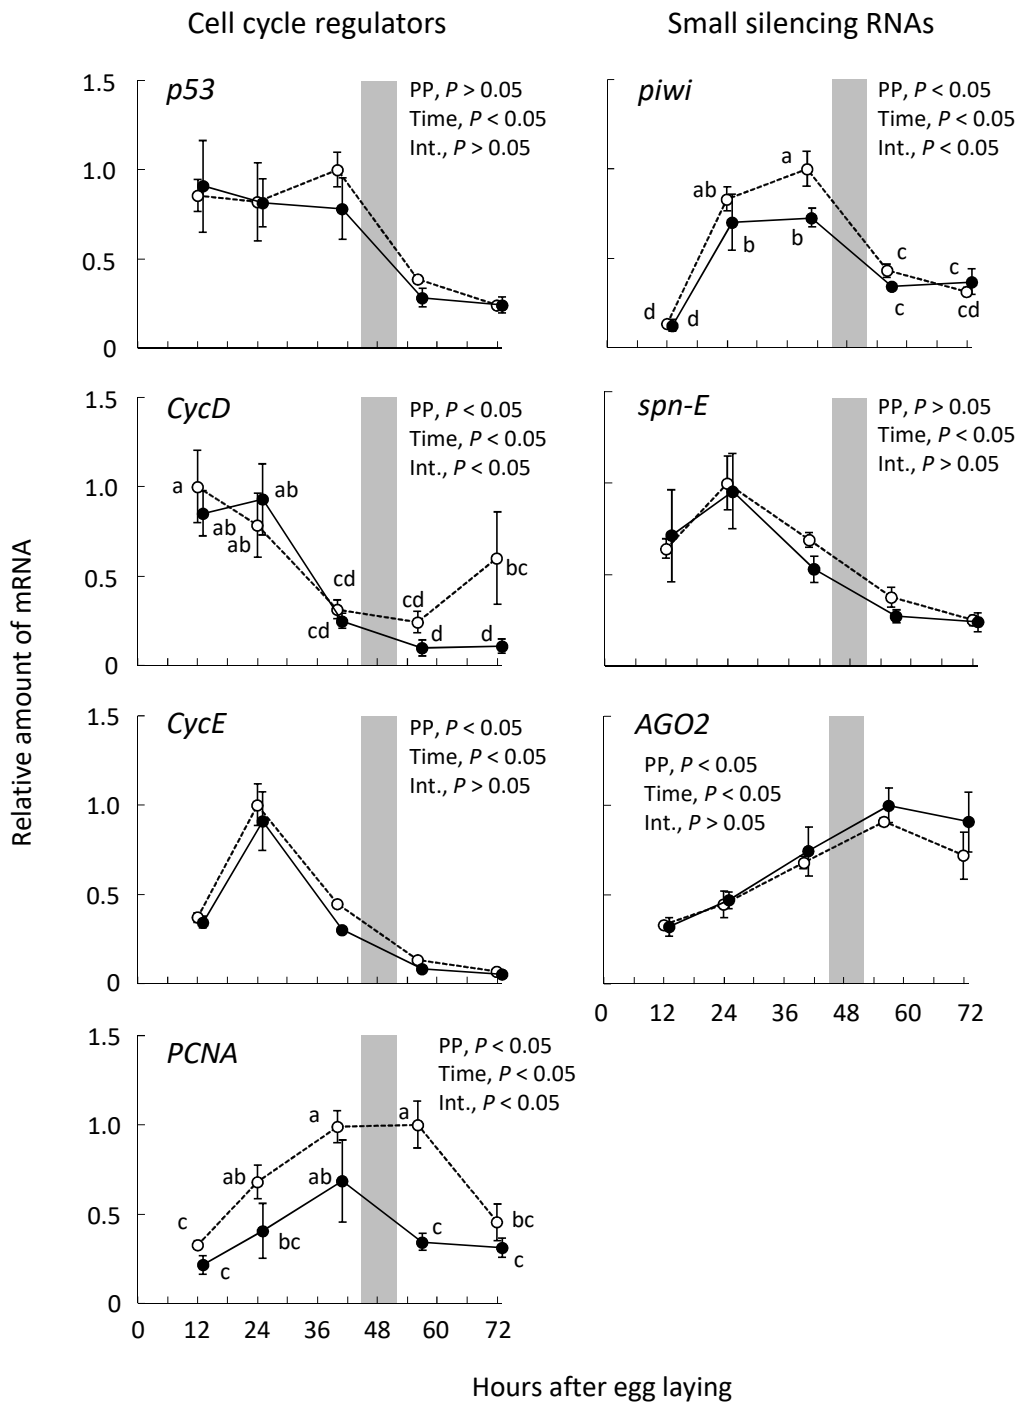 Cell cycle regulators
Small silencing RNAs
Relative amount of mRNA
p53
PP, P > 0.05
Time, P < 0.05
Int., P > 0.05
1.5
1.0
0.5
0
piwi
PP, P < 0.05
Time, P < 0.05
Int., P < 0.05
a
ab
b
b
c
c
c
cd
d
d
CycD
PP, P < 0.05
Time, P < 0.05
Int., P < 0.05
1.5
1.0
0.5
0
a
ab
ab
ab
cd
cd
cd
d
d
bc
spn-E
PP, P > 0.05
Time, P < 0.05
Int., P > 0.05
CycE
PP, P < 0.05
Time, P < 0.05
Int., P > 0.05
1.5
1.0
0.5
0
AGO2
PP, P < 0.05
Time, P < 0.05
Int., P > 0.05
0 12 24 36 48 60 72
PCNA
PP, P < 0.05
Time, P < 0.05
Int., P < 0.05
1.5
1.0
0.5
0
a
a
ab
ab
c
bc
c
c
bc
c
0 12 24 36 48 60 72
Hours after egg laying